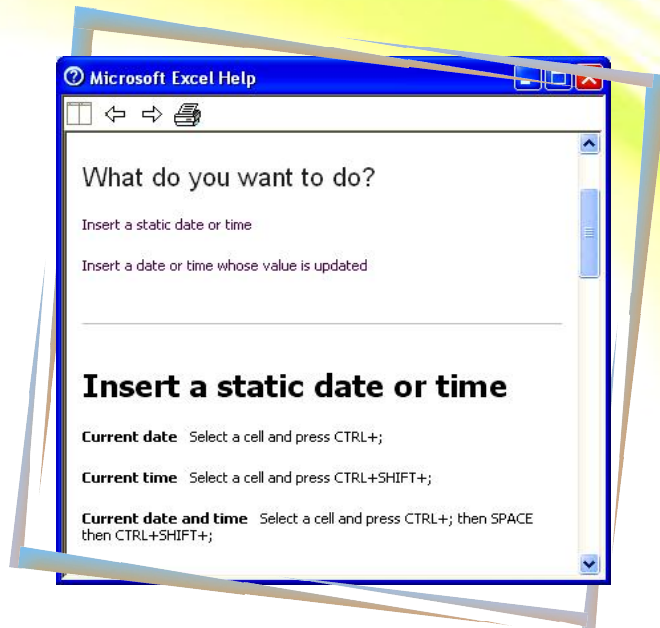 Microsoft Excel Help
What do you want to do?
Insert a static date or time
Insert a date or time whose value is updated
Insert a static date or time
Current date Select a cell and press CTRL+;
Current time Select a cell and press CTRL+SHIFT+;
Current date and time Select a cell and press CTRL+; then SPACE
then CTRL+SHIFT+;